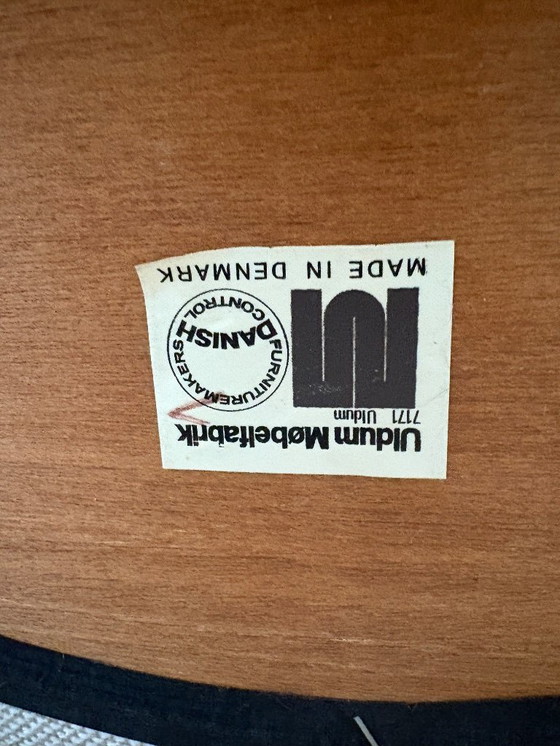 Uldum Møbelfabrik
7171 Uldum
DANISH
FURNITUREMAKERS CONTROL
MADE IN DENMARK